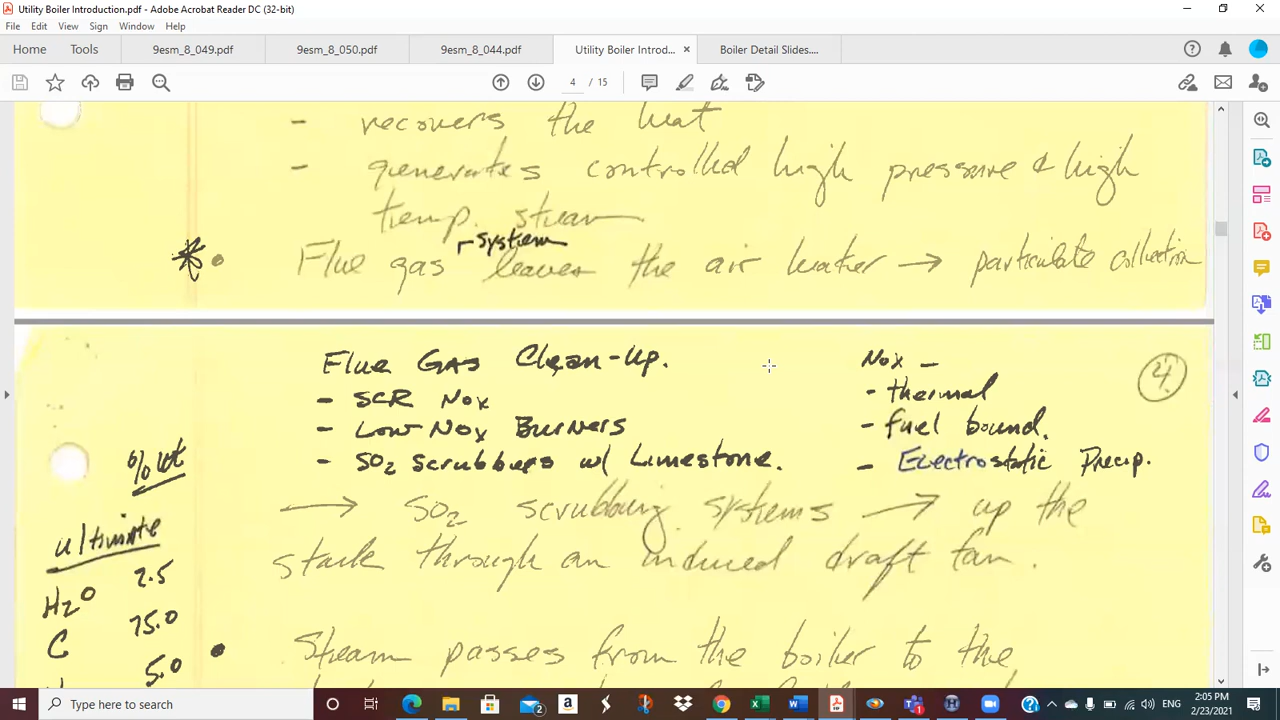 Utility Boiler Introduction.pdf - Adobe Acrobat Reader DC (32-bit)
File Edit View Sign Window Help
Home Tools 9esm_8_049.pdf 9esm_8_050.pdf 9esm_8_044.pdf Utility Boiler Introd... × Boiler Detail Slides....
4 / 15
- recovers the heat
- generates controlled high pressure & high
temp. steam
system
* • Flue gas leaves the air heater → particulate collection
Flue GAS Clean-Up.
- SCR NOx
- Low-NOx Burners
- SO2 Scrubbers w/ Limestone.
NOx -
- thermal
- fuel bound.
- Electrostatic Precip.
4
→ SO2 scrubbing systems → up the
stack through an induced draft fan.
% wt
ultimate
H2O 2.5
C 75.0
5.0
• Steam passes from the boiler to the
Type here to search
2
ENG
2:05 PM
2/23/2021